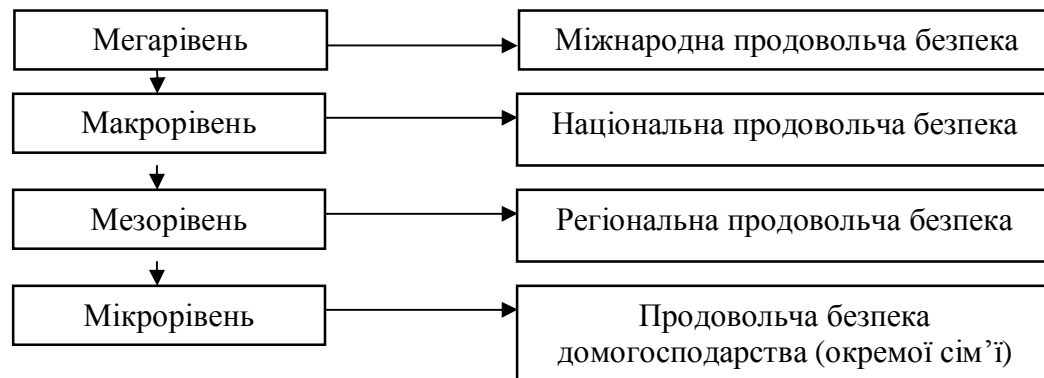 Мегарівень
Міжнародна продовольча безпека
Макрорівень
Національна продовольча безпека
Мезорівень
Регіональна продовольча безпека
Мікрорівень
Продовольча безпека
домогосподарства (окремої сім’ї)